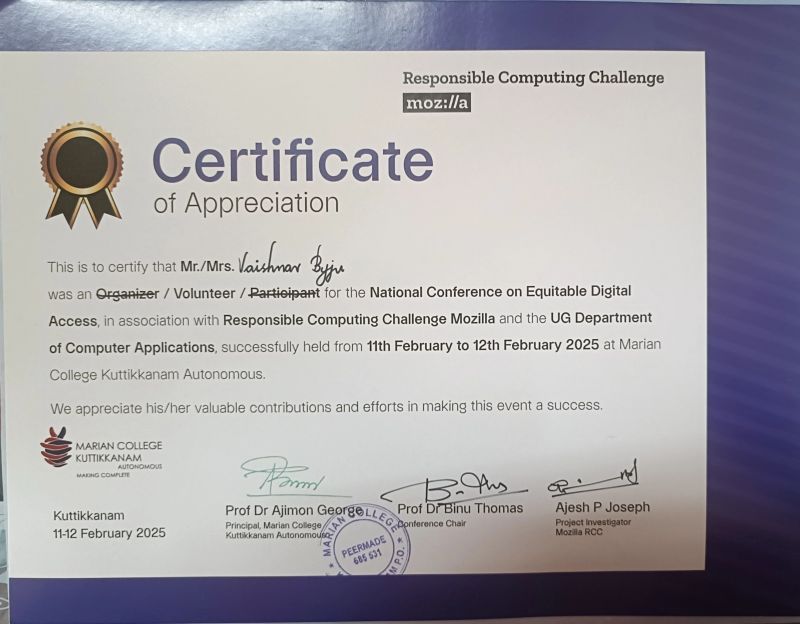 Responsible Computing Challenge
moz://a
Certificate
of Appreciation
This is to certify that Mr./Mrs. Vaishnav Byju
was an Organizer / Volunteer / Participant for the National Conference on Equitable Digital
Access, in association with Responsible Computing Challenge Mozilla and the UG Department
of Computer Applications, successfully held from 11th February to 12th February 2025 at Marian
College Kuttikkanam Autonomous.
We appreciate his/her valuable contributions and efforts in making this event a success.
MARIAN COLLEGE
KUTTIKKANAM
AUTONOMOUS
MAKING COMPLETE
Kuttikkanam
11-12 February 2025
Prof Dr Ajimon George
Principal, Marian College
Kuttikkanam Autonomous
Prof Dr Binu Thomas
Conference Chair
Ajesh P Joseph
Project Investigator
Mozilla RCC
MARIAN COLLEGE
PEERMADE
685 531
M P.O.